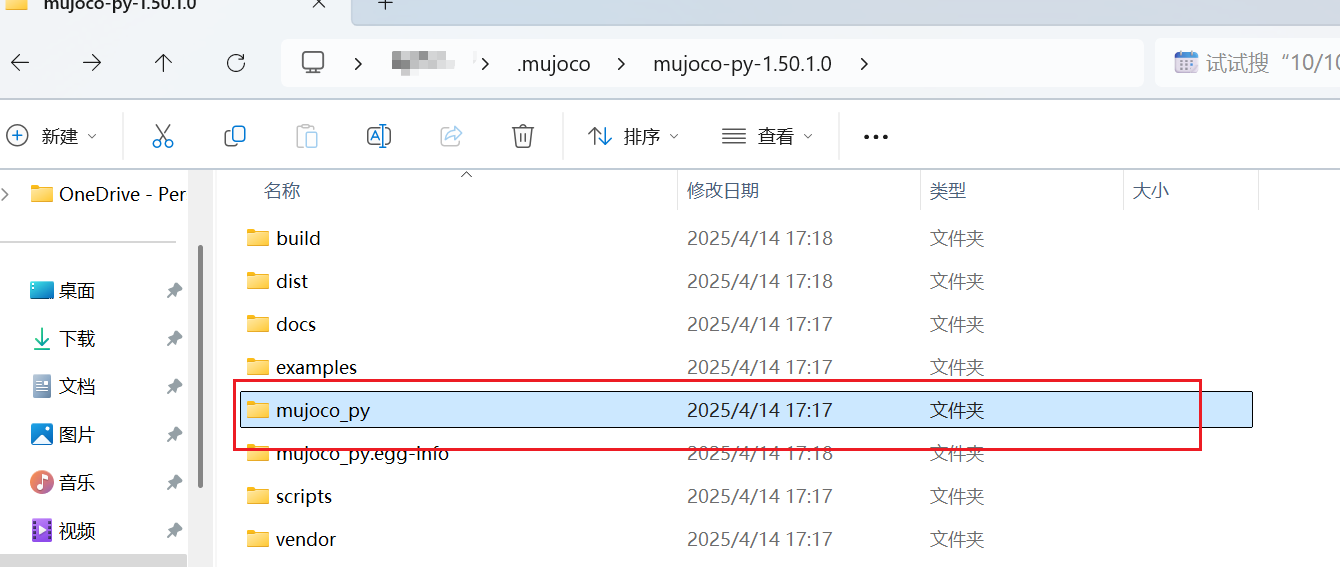 mujoco-py-1.50.1.0
.mujoco > mujoco-py-1.50.1.0 >
试试搜 “10/10
新建
排序
查看
OneDrive - Per
桌面
下载
文档
图片
音乐
视频
名称 修改日期 类型 大小
build 2025/4/14 17:18 文件夹
dist 2025/4/14 17:18 文件夹
docs 2025/4/14 17:17 文件夹
examples 2025/4/14 17:17 文件夹
mujoco_py 2025/4/14 17:17 文件夹
mujoco_py.egg-info 2025/4/14 17:18 文件夹
scripts 2025/4/14 17:17 文件夹
vendor 2025/4/14 17:17 文件夹